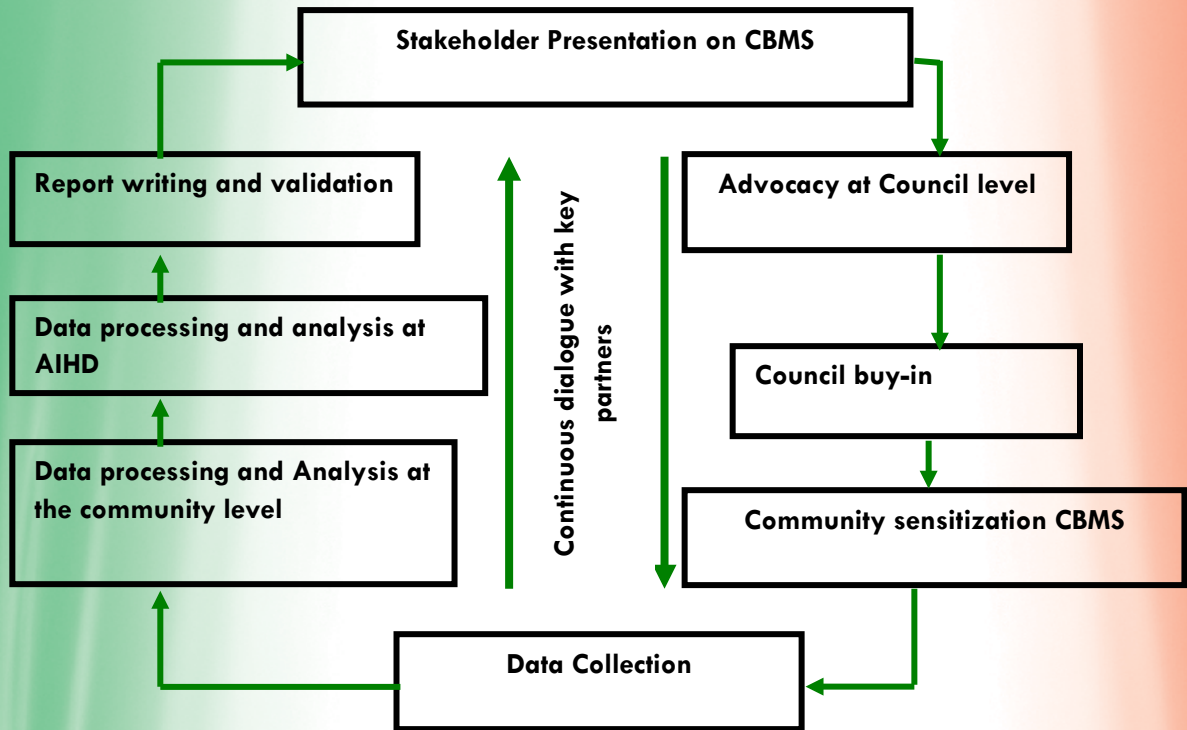 Stakeholder Presentation on CBMS
Report writing and validation
Advocacy at Council level
Continuous dialogue with key
partners
Data processing and analysis at
AIHD
Council buy-in
Data processing and Analysis at
the community level
Community sensitization CBMS
Data Collection